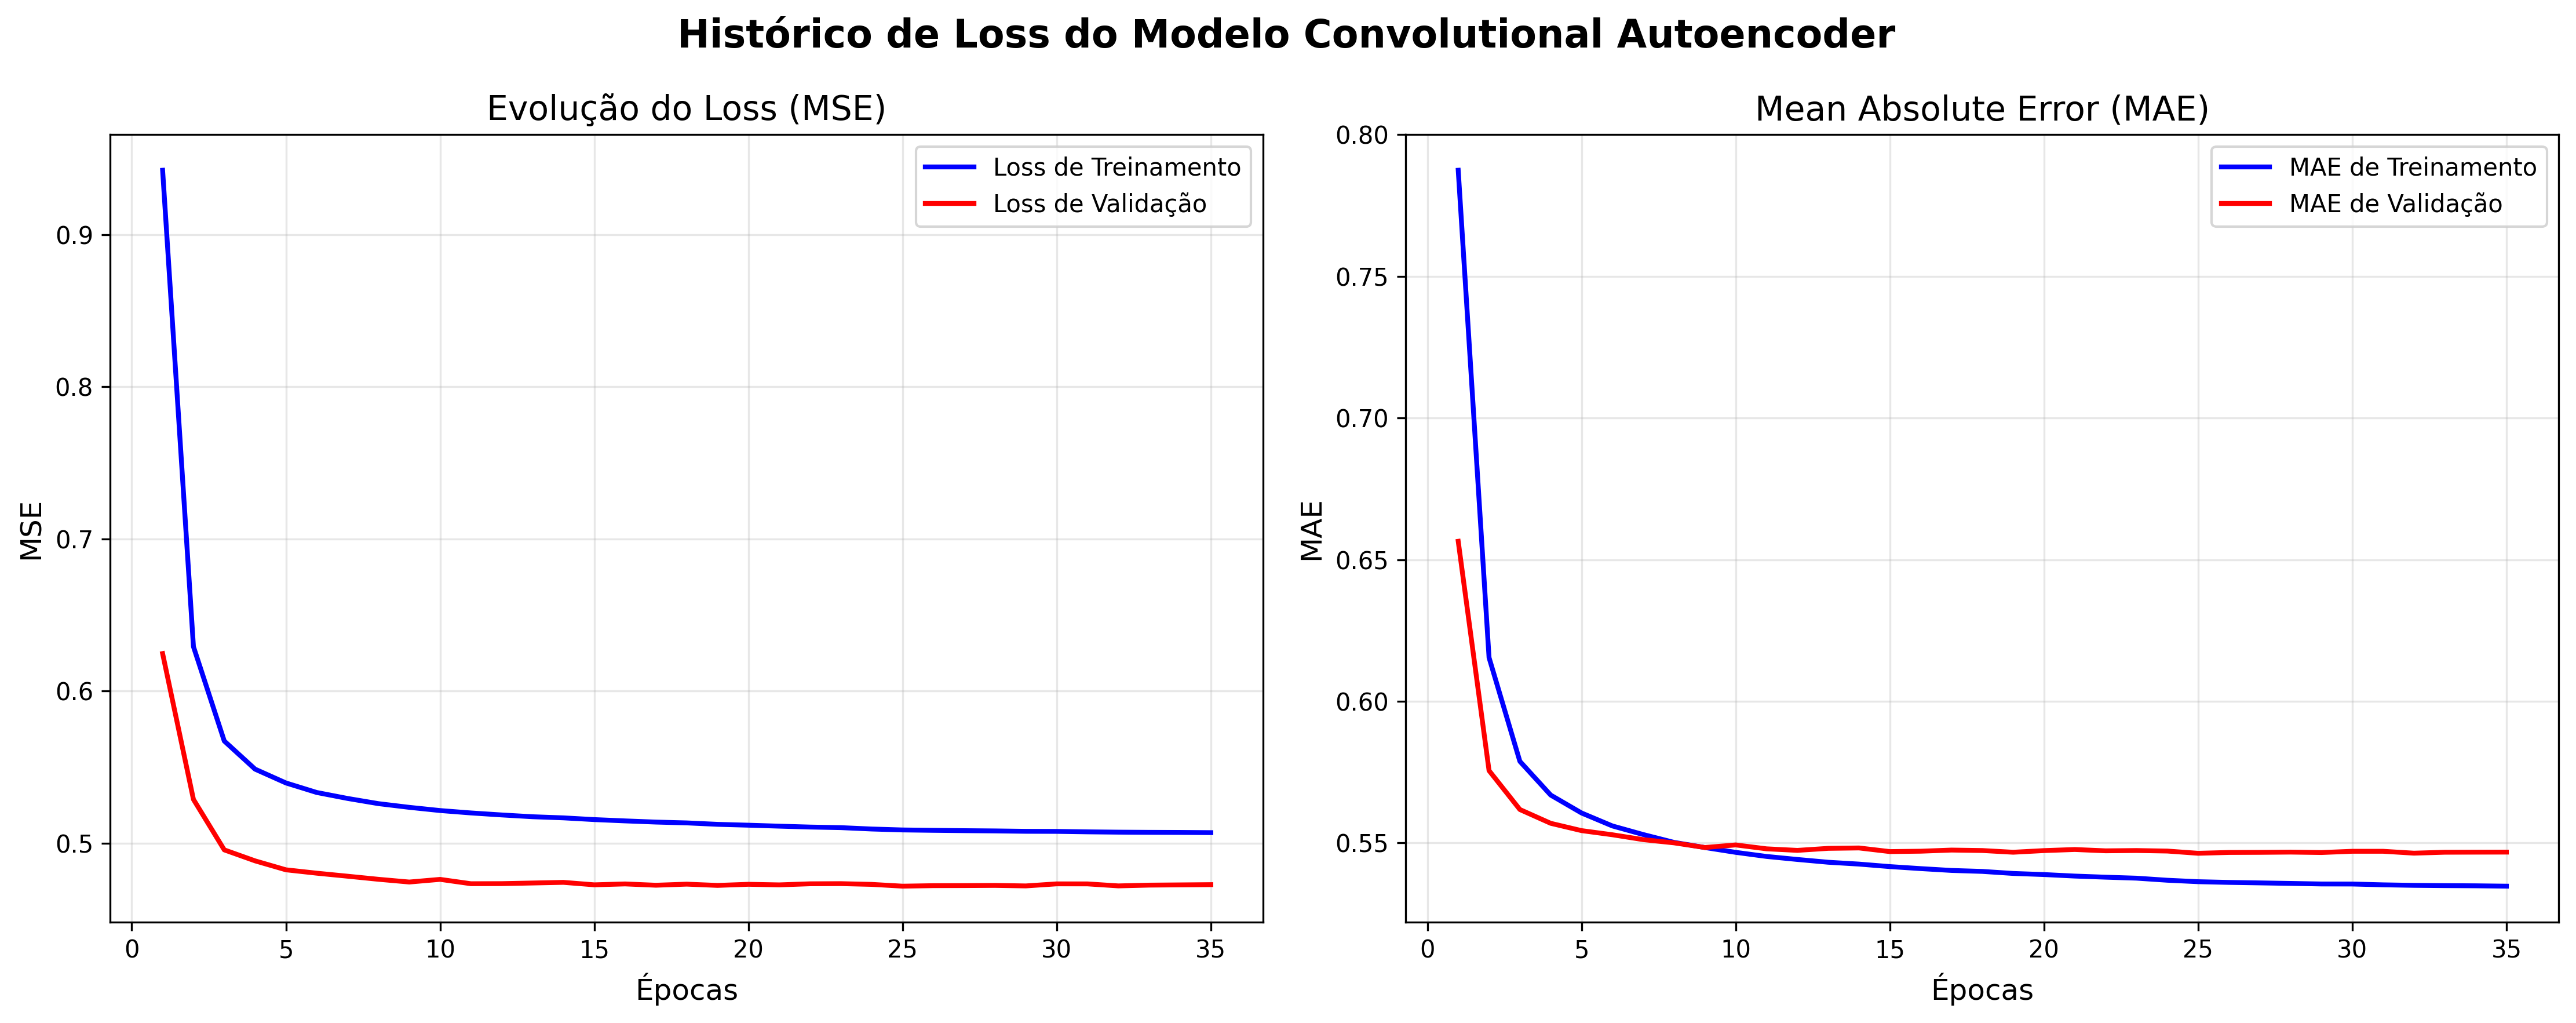 Histórico de Loss do Modelo Convolutional Autoencoder
Evolução do Loss (MSE)
Loss de Treinamento
Loss de Validação
MSE
0.9
0.8
0.7
0.6
0.5
0 5 10 15 20 25 30 35
Épocas
Mean Absolute Error (MAE)
MAE de Treinamento
MAE de Validação
MAE
0.80
0.75
0.70
0.65
0.60
0.55
0 5 10 15 20 25 30 35
Épocas